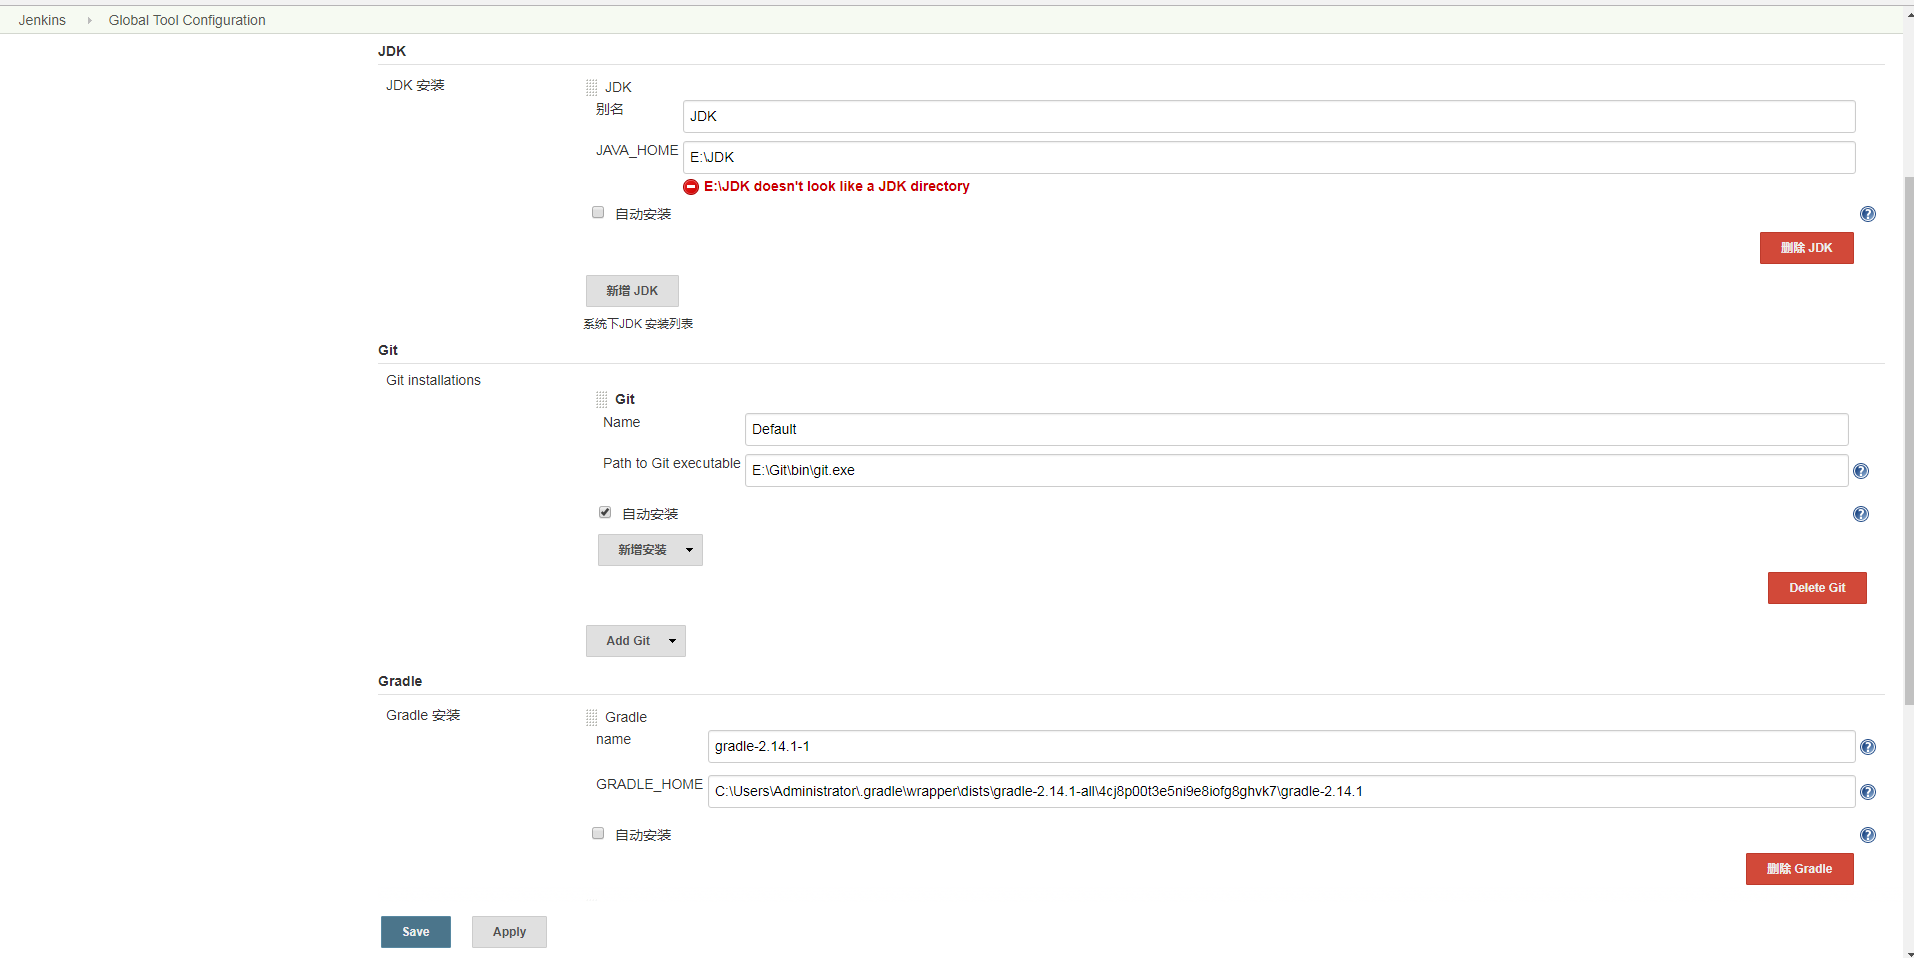 Jenkins Global Tool Configuration
JDK
JDK 安装
JDK
别名
JDK
JAVA_HOME
E:\JDK
E:\JDK doesn't look like a JDK directory
自动安装
删除 JDK
新增 JDK
系统下JDK 安装列表
Git
Git installations
Git
Name
Default
Path to Git executable
E:\Git\bin\git.exe
自动安装
新增安装
Delete Git
Add Git
Gradle
Gradle 安装
Gradle
name
gradle-2.14.1-1
GRADLE_HOME
C:\Users\Administrator\.gradle\wrapper\dists\gradle-2.14.1-all\4cj8p00t3e5ni9e8iofg8ghvk7\gradle-2.14.1
自动安装
删除 Gradle
Save
Apply